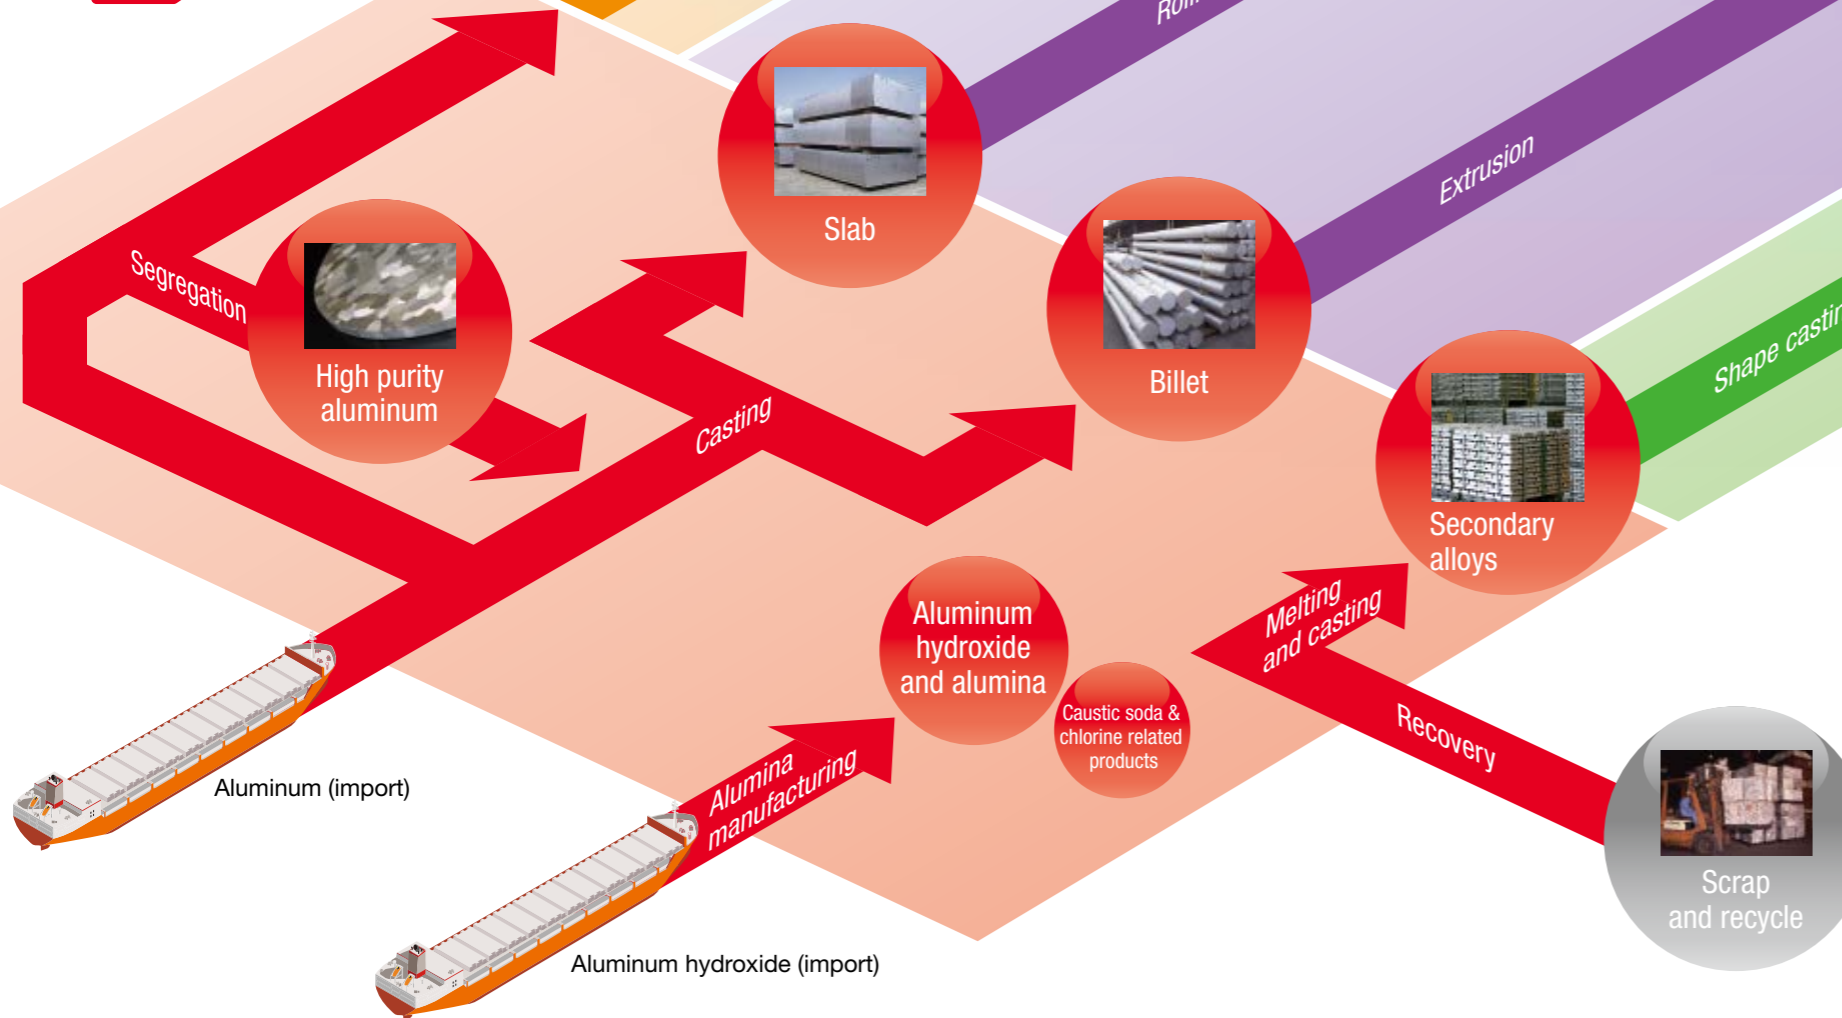 Extrusion
Slab
Segregation
Shape
High purity
aluminum
Billet
Casting
Secondary
alloys
Melting
and casting
Aluminum
hydroxide
and alumina
Caustic soda &
chlorine related
products
Recovery
Alumina
manufacturing
Aluminum (import)
Scrap
and recycle
Aluminum hydroxide (import)